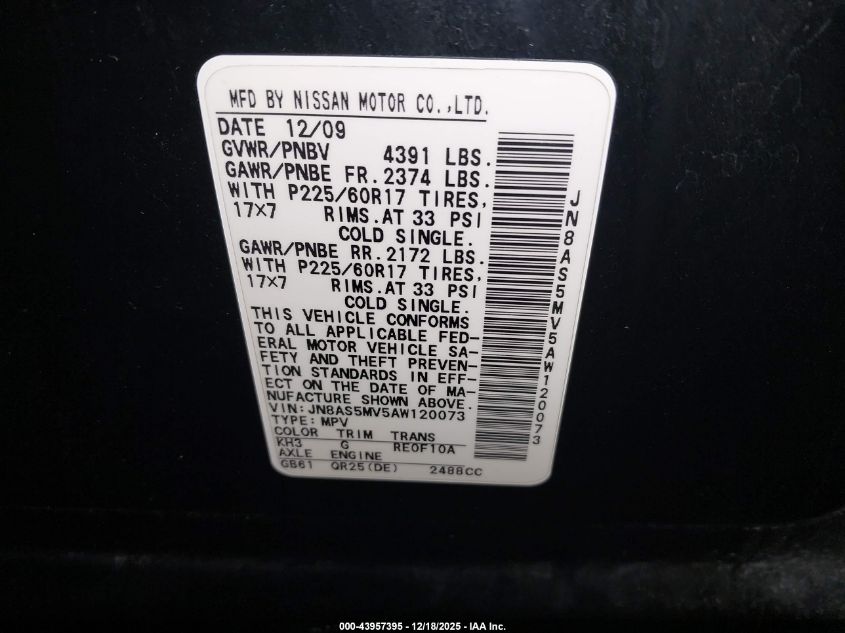 MFD BY NISSAN MOTOR CO.,LTD.
DATE 12/09
GVWR/PNBV 4391 LBS.
GAWR/PNBE FR. 2374 LBS.
WITH P225/60R17 TIRES,
17X7 RIMS.AT 33 PSI
COLD SINGLE.
GAWR/PNBE RR. 2172 LBS.
WITH P225/60R17 TIRES,
17X7 RIMS.AT 33 PSI
COLD SINGLE.
THIS VEHICLE CONFORMS
TO ALL APPLICABLE FED-
ERAL MOTOR VEHICLE SA-
FETY AND THEFT PREVEN-
TION STANDARDS IN EFF-
ECT ON THE DATE OF MA-
NUFACTURE SHOWN ABOVE.
VIN: JN8AS5MV5AW120073
TYPE: MPV
COLOR TRIM TRANS
KH3 G RE0F10A
AXLE ENGINE
GB61 QR25(DE) 2488CC
JN8AS5MV5AW120073
000-43957395 - 12/18/2025 - IAA Inc.